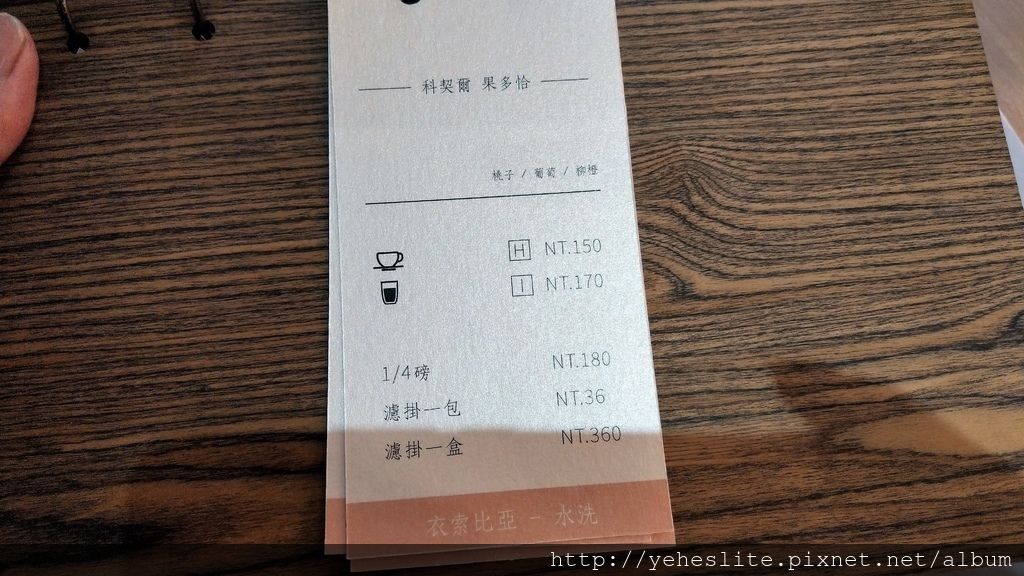 科契爾 果多恰
桃子 / 葡萄 / 柳橙
H NT.150
I NT.170
1/4磅 NT.180
濾掛一包 NT.36
濾掛一盒 NT.360
衣索比亞 - 水洗
http://yeheslite.pixnet.net/album